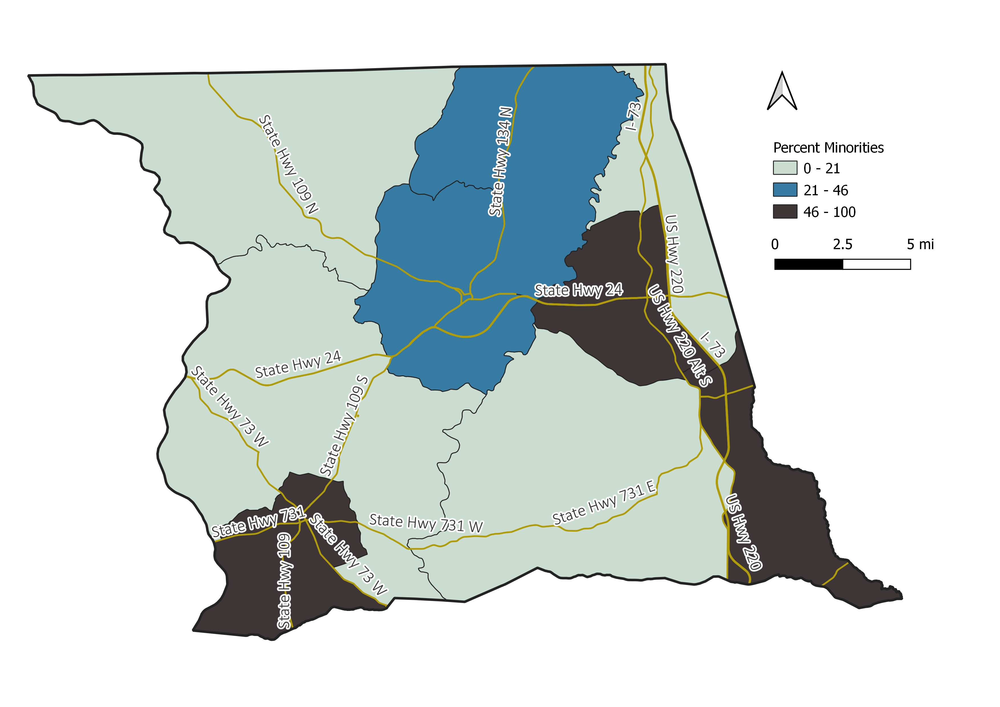 State Hwy 109 N
State Hwy 134 N
I- 73
Percent Minorities
0 - 21
21 - 46
46 - 100
0 2.5 5 mi
US Hwy 220
State Hwy 24
US Hwy 220 Alt S
I- 73
State Hwy 24
State Hwy 73 W
State Hwy 109 S
State Hwy 731 E
State Hwy 731
State Hwy 731 W
State Hwy 73 W
State Hwy 109
US Hwy 220